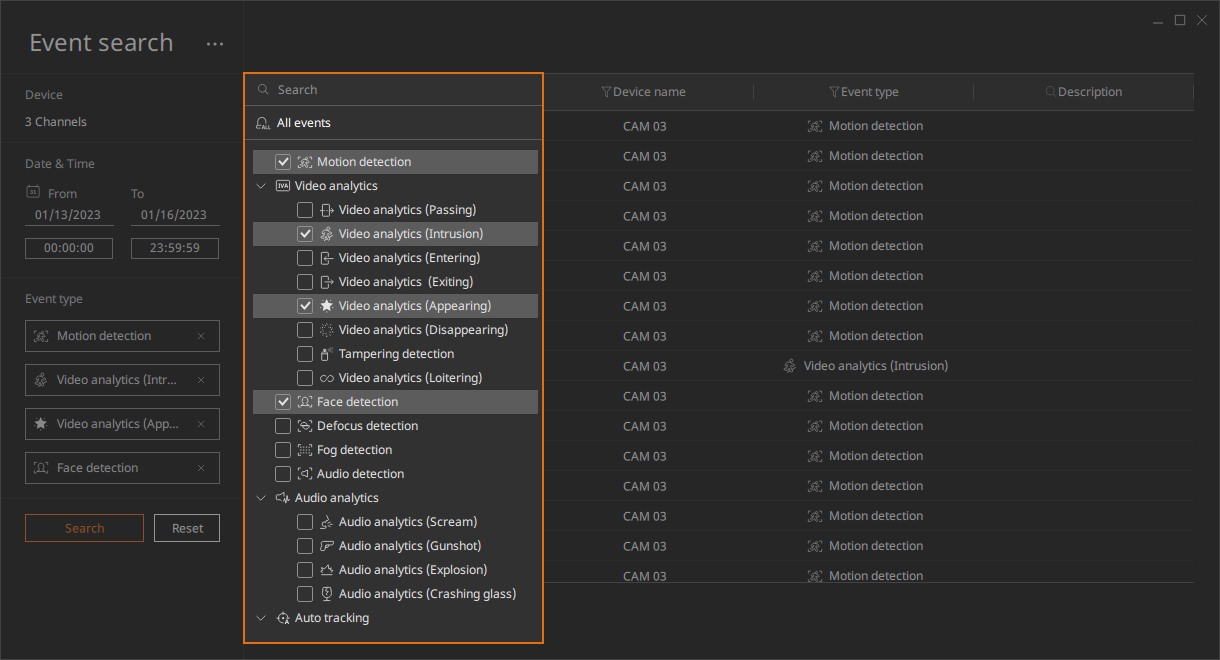 Event search ...
Device
3 Channels
Date & Time
31 From To
01/13/2023 01/16/2023
00:00:00 23:59:59
Event type
Motion detection ×
Video analytics (Intr... ×
Video analytics (App... ×
Face detection ×
Search Reset
Search
ALL All events
Motion detection
IVA Video analytics
Video analytics (Passing)
Video analytics (Intrusion)
Video analytics (Entering)
Video analytics (Exiting)
Video analytics (Appearing)
Video analytics (Disappearing)
Tampering detection
Video analytics (Loitering)
Face detection
Defocus detection
Fog detection
Audio detection
Audio analytics
Audio analytics (Scream)
Audio analytics (Gunshot)
Audio analytics (Explosion)
Audio analytics (Crashing glass)
Auto tracking
Device name Event type Description
CAM 03 Motion detection
CAM 03 Motion detection
CAM 03 Motion detection
CAM 03 Motion detection
CAM 03 Motion detection
CAM 03 Motion detection
CAM 03 Motion detection
CAM 03 Motion detection
CAM 03 Video analytics (Intrusion)
CAM 03 Motion detection
CAM 03 Motion detection
CAM 03 Motion detection
CAM 03 Motion detection
CAM 03 Motion detection
CAM 03 Motion detection
CAM 03 Motion detection